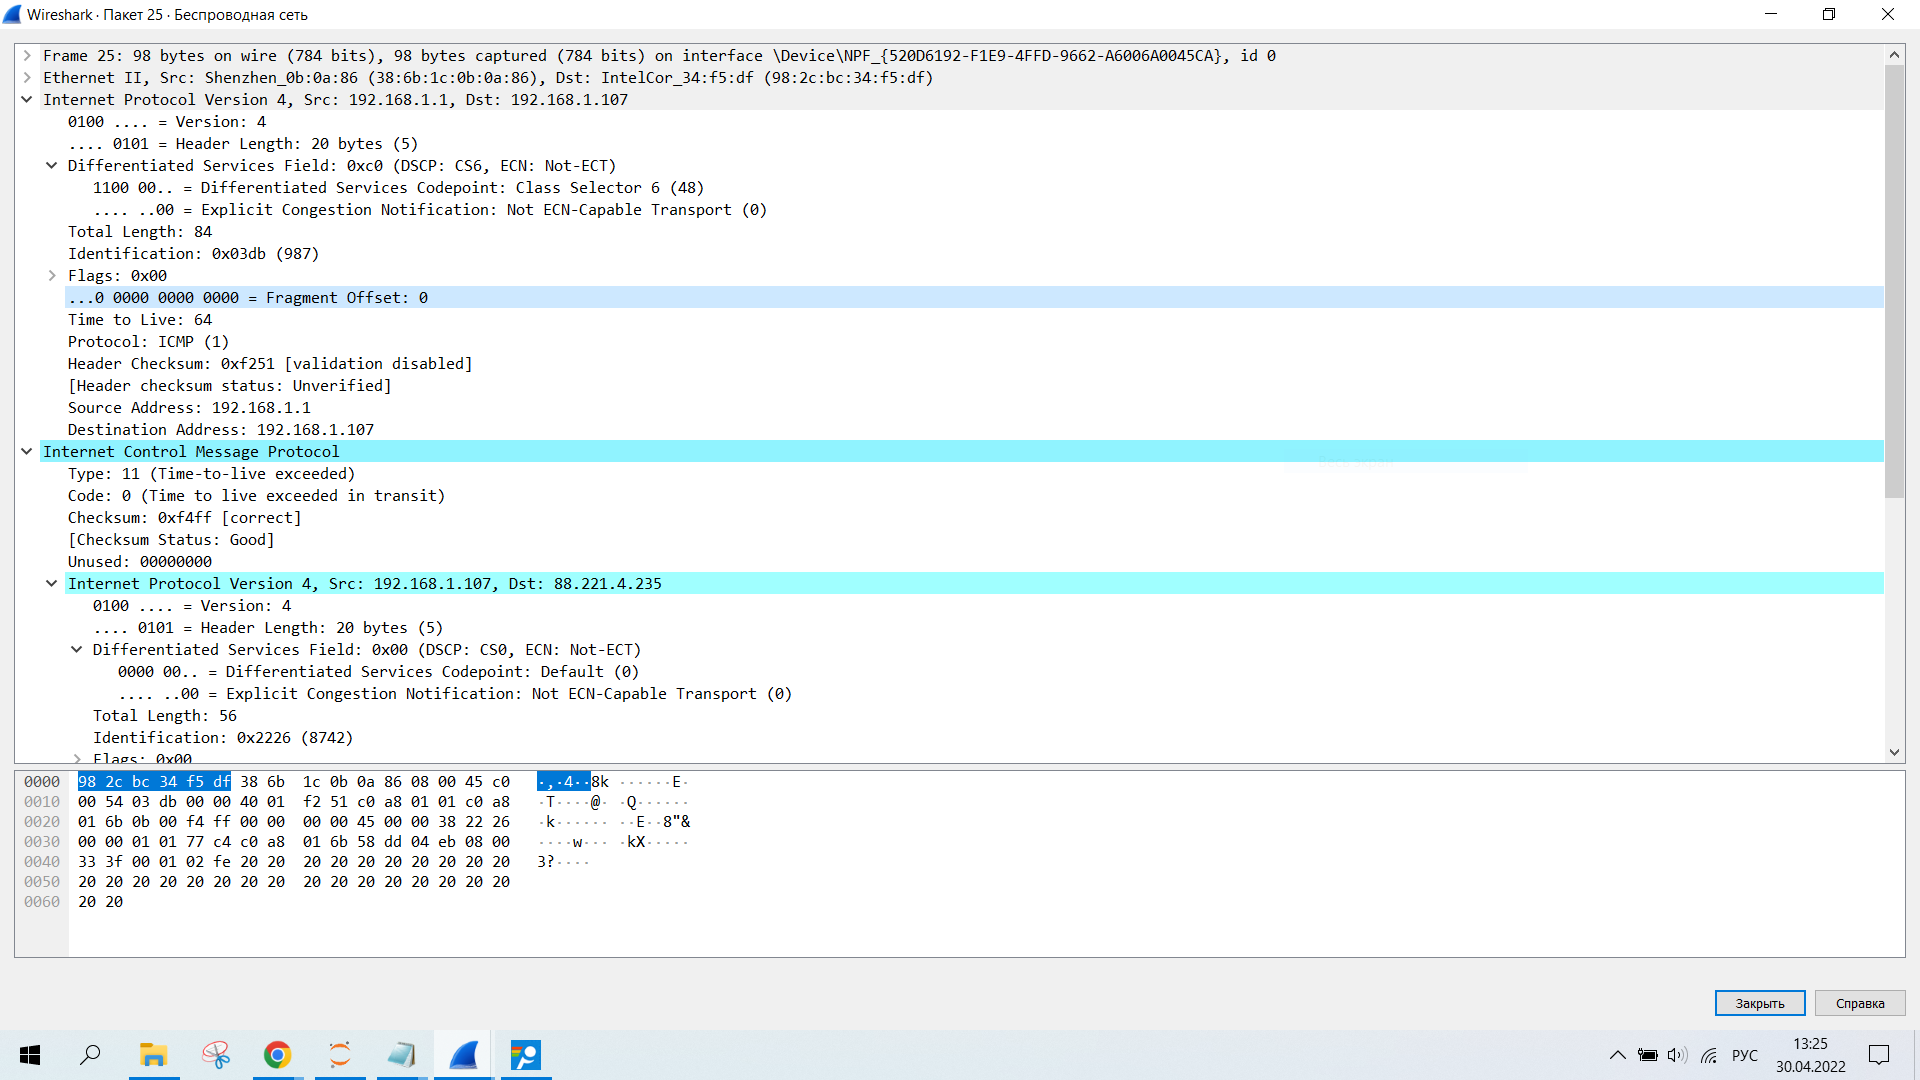 Wireshark · Пакет 25 · Беспроводная сеть
Frame 25: 98 bytes on wire (784 bits), 98 bytes captured (784 bits) on interface \Device\NPF_{520D6192-F1E9-4FFD-9662-A6006A0045CA}, id 0
Ethernet II, Src: Shenzhen_0b:0a:86 (38:6b:1c:0b:0a:86), Dst: IntelCor_34:f5:df (98:2c:bc:34:f5:df)
Internet Protocol Version 4, Src: 192.168.1.1, Dst: 192.168.1.107
0100 .... = Version: 4
.... 0101 = Header Length: 20 bytes (5)
Differentiated Services Field: 0xc0 (DSCP: CS6, ECN: Not-ECT)
1100 00.. = Differentiated Services Codepoint: Class Selector 6 (48)
.... ..00 = Explicit Congestion Notification: Not ECN-Capable Transport (0)
Total Length: 84
Identification: 0x03db (987)
Flags: 0x00
...0 0000 0000 0000 = Fragment Offset: 0
Time to Live: 64
Protocol: ICMP (1)
Header Checksum: 0xf251 [validation disabled]
[Header checksum status: Unverified]
Source Address: 192.168.1.1
Destination Address: 192.168.1.107
Internet Control Message Protocol
Type: 11 (Time-to-live exceeded)
Code: 0 (Time to live exceeded in transit)
Checksum: 0xf4ff [correct]
[Checksum Status: Good]
Unused: 00000000
Internet Protocol Version 4, Src: 192.168.1.107, Dst: 88.221.4.235
0100 .... = Version: 4
.... 0101 = Header Length: 20 bytes (5)
Differentiated Services Field: 0x00 (DSCP: CS0, ECN: Not-ECT)
0000 00.. = Differentiated Services Codepoint: Default (0)
.... ..00 = Explicit Congestion Notification: Not ECN-Capable Transport (0)
Total Length: 56
Identification: 0x2226 (8742)
Flags: 0x00
0000 98 2c bc 34 f5 df 38 6b 1c 0b 0a 86 08 00 45 c0 ·,·4··8k ······E·
0010 00 54 03 db 00 00 40 01 f2 51 c0 a8 01 01 c0 a8 ·T····@· ·Q······
0020 01 6b 0b 00 f4 ff 00 00 00 00 45 00 00 38 22 26 ·k······ ··E··8"&
0030 00 00 01 01 77 c4 c0 a8 01 6b 58 dd 04 eb 08 00 ····w··· ·kX·····
0040 33 3f 00 01 02 fe 20 20 20 20 20 20 20 20 20 20 3?····
0050 20 20 20 20 20 20 20 20 20 20 20 20 20 20 20 20
0060 20 20
Закрыть Справка
РУС 13:25
30.04.2022